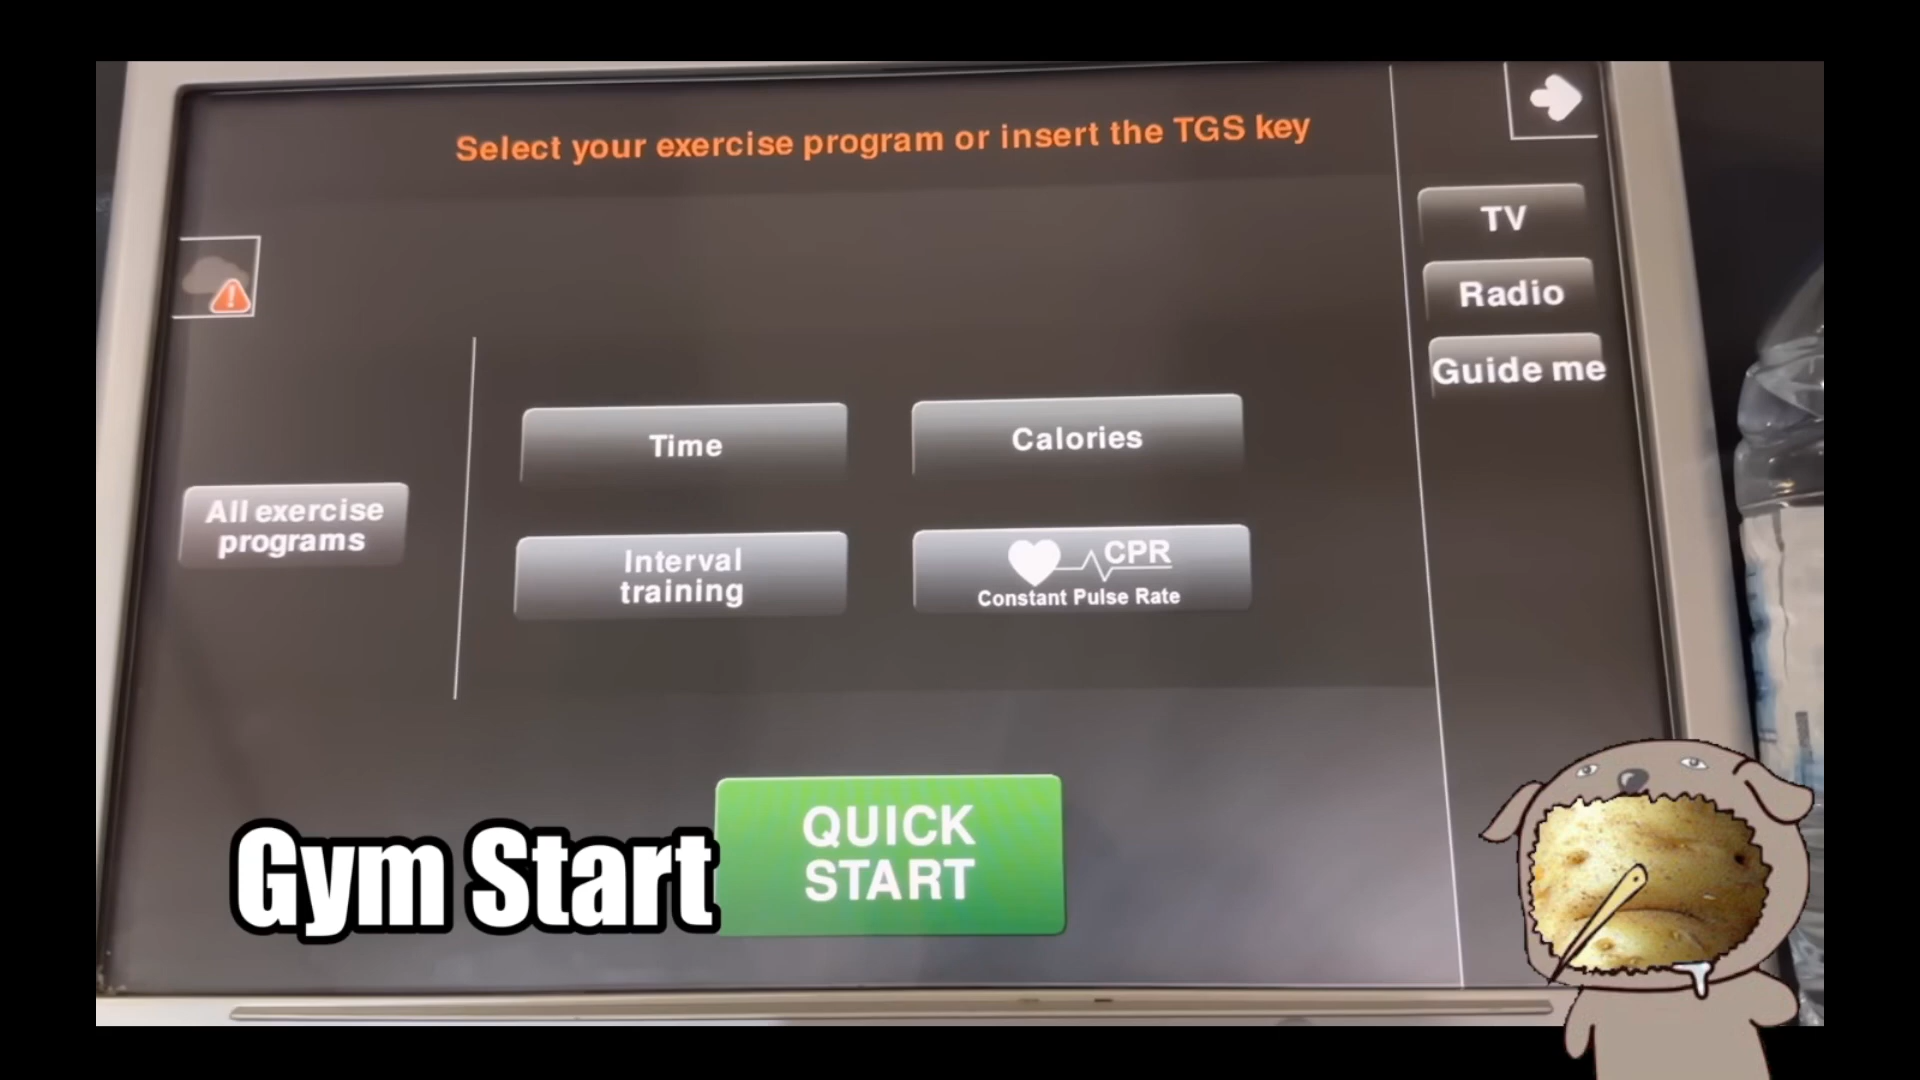 Select your exercise program or insert the TGS key
TV
Radio
Guide me
Time
Calories
All exercise
programs
Interval
training
CPR
Constant Pulse Rate
QUICK
START
Gym Start